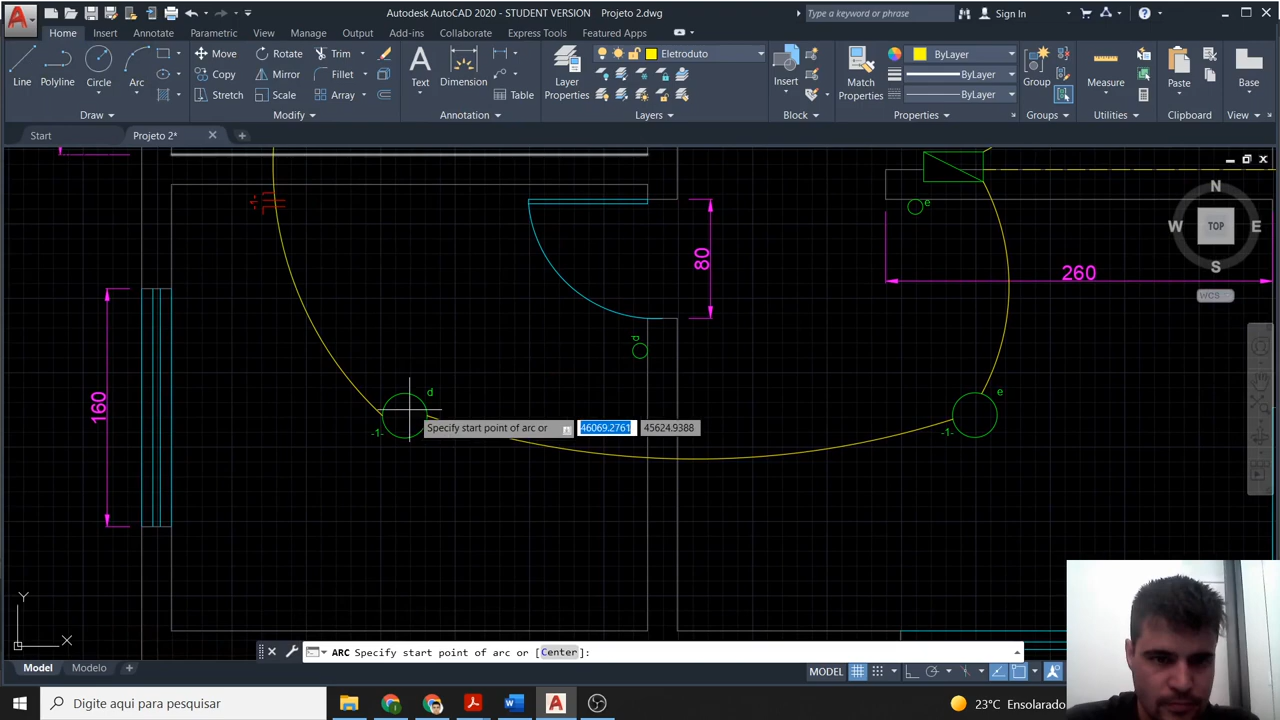 Autodesk AutoCAD 2020 - STUDENT VERSION Projeto 2.dwg
Type a keyword or phrase
Sign In
Home Insert Annotate Parametric View Manage Output Add-ins Collaborate Express Tools Featured Apps
Line Polyline Circle Arc
Move Rotate Trim
Copy Mirror Fillet
Stretch Scale Array
Text Dimension Table
Layer Properties
Eletroduto
Insert
Match Properties
ByLayer
ByLayer
ByLayer
Group
Measure
Paste
Base
Draw Modify Annotation Layers Block Properties Groups Utilities Clipboard View
Start Projeto 2*
N
W TOP E
S
WCS
-1-
e
80
260
d
160
d
-1-
e
-1-
Specify start point of arc or 46069.2761 45624.9388
Y
X
ARC Specify start point of arc or [Center]:
Model Modelo
MODEL
Digite aqui para pesquisar
23°C Ensolarado